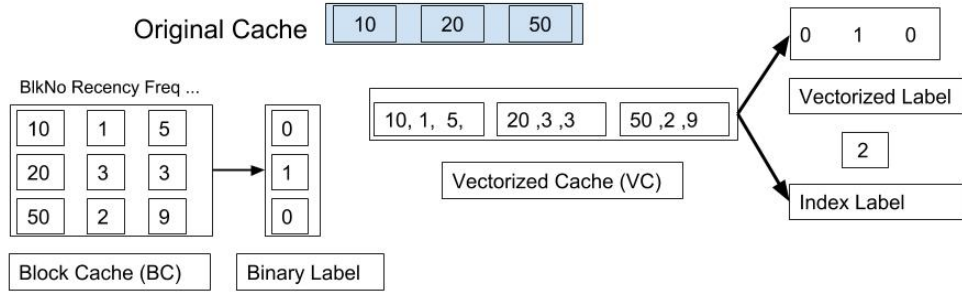 Original Cache 10 20 50
BlkNo Recency Freq ...
10 1 5 0
20 3 3 1
50 2 9 0
Block Cache (BC) Binary Label
10, 1, 5, 20 ,3 ,3 50 ,2 ,9
Vectorized Cache (VC)
0 1 0
Vectorized Label
2
Index Label